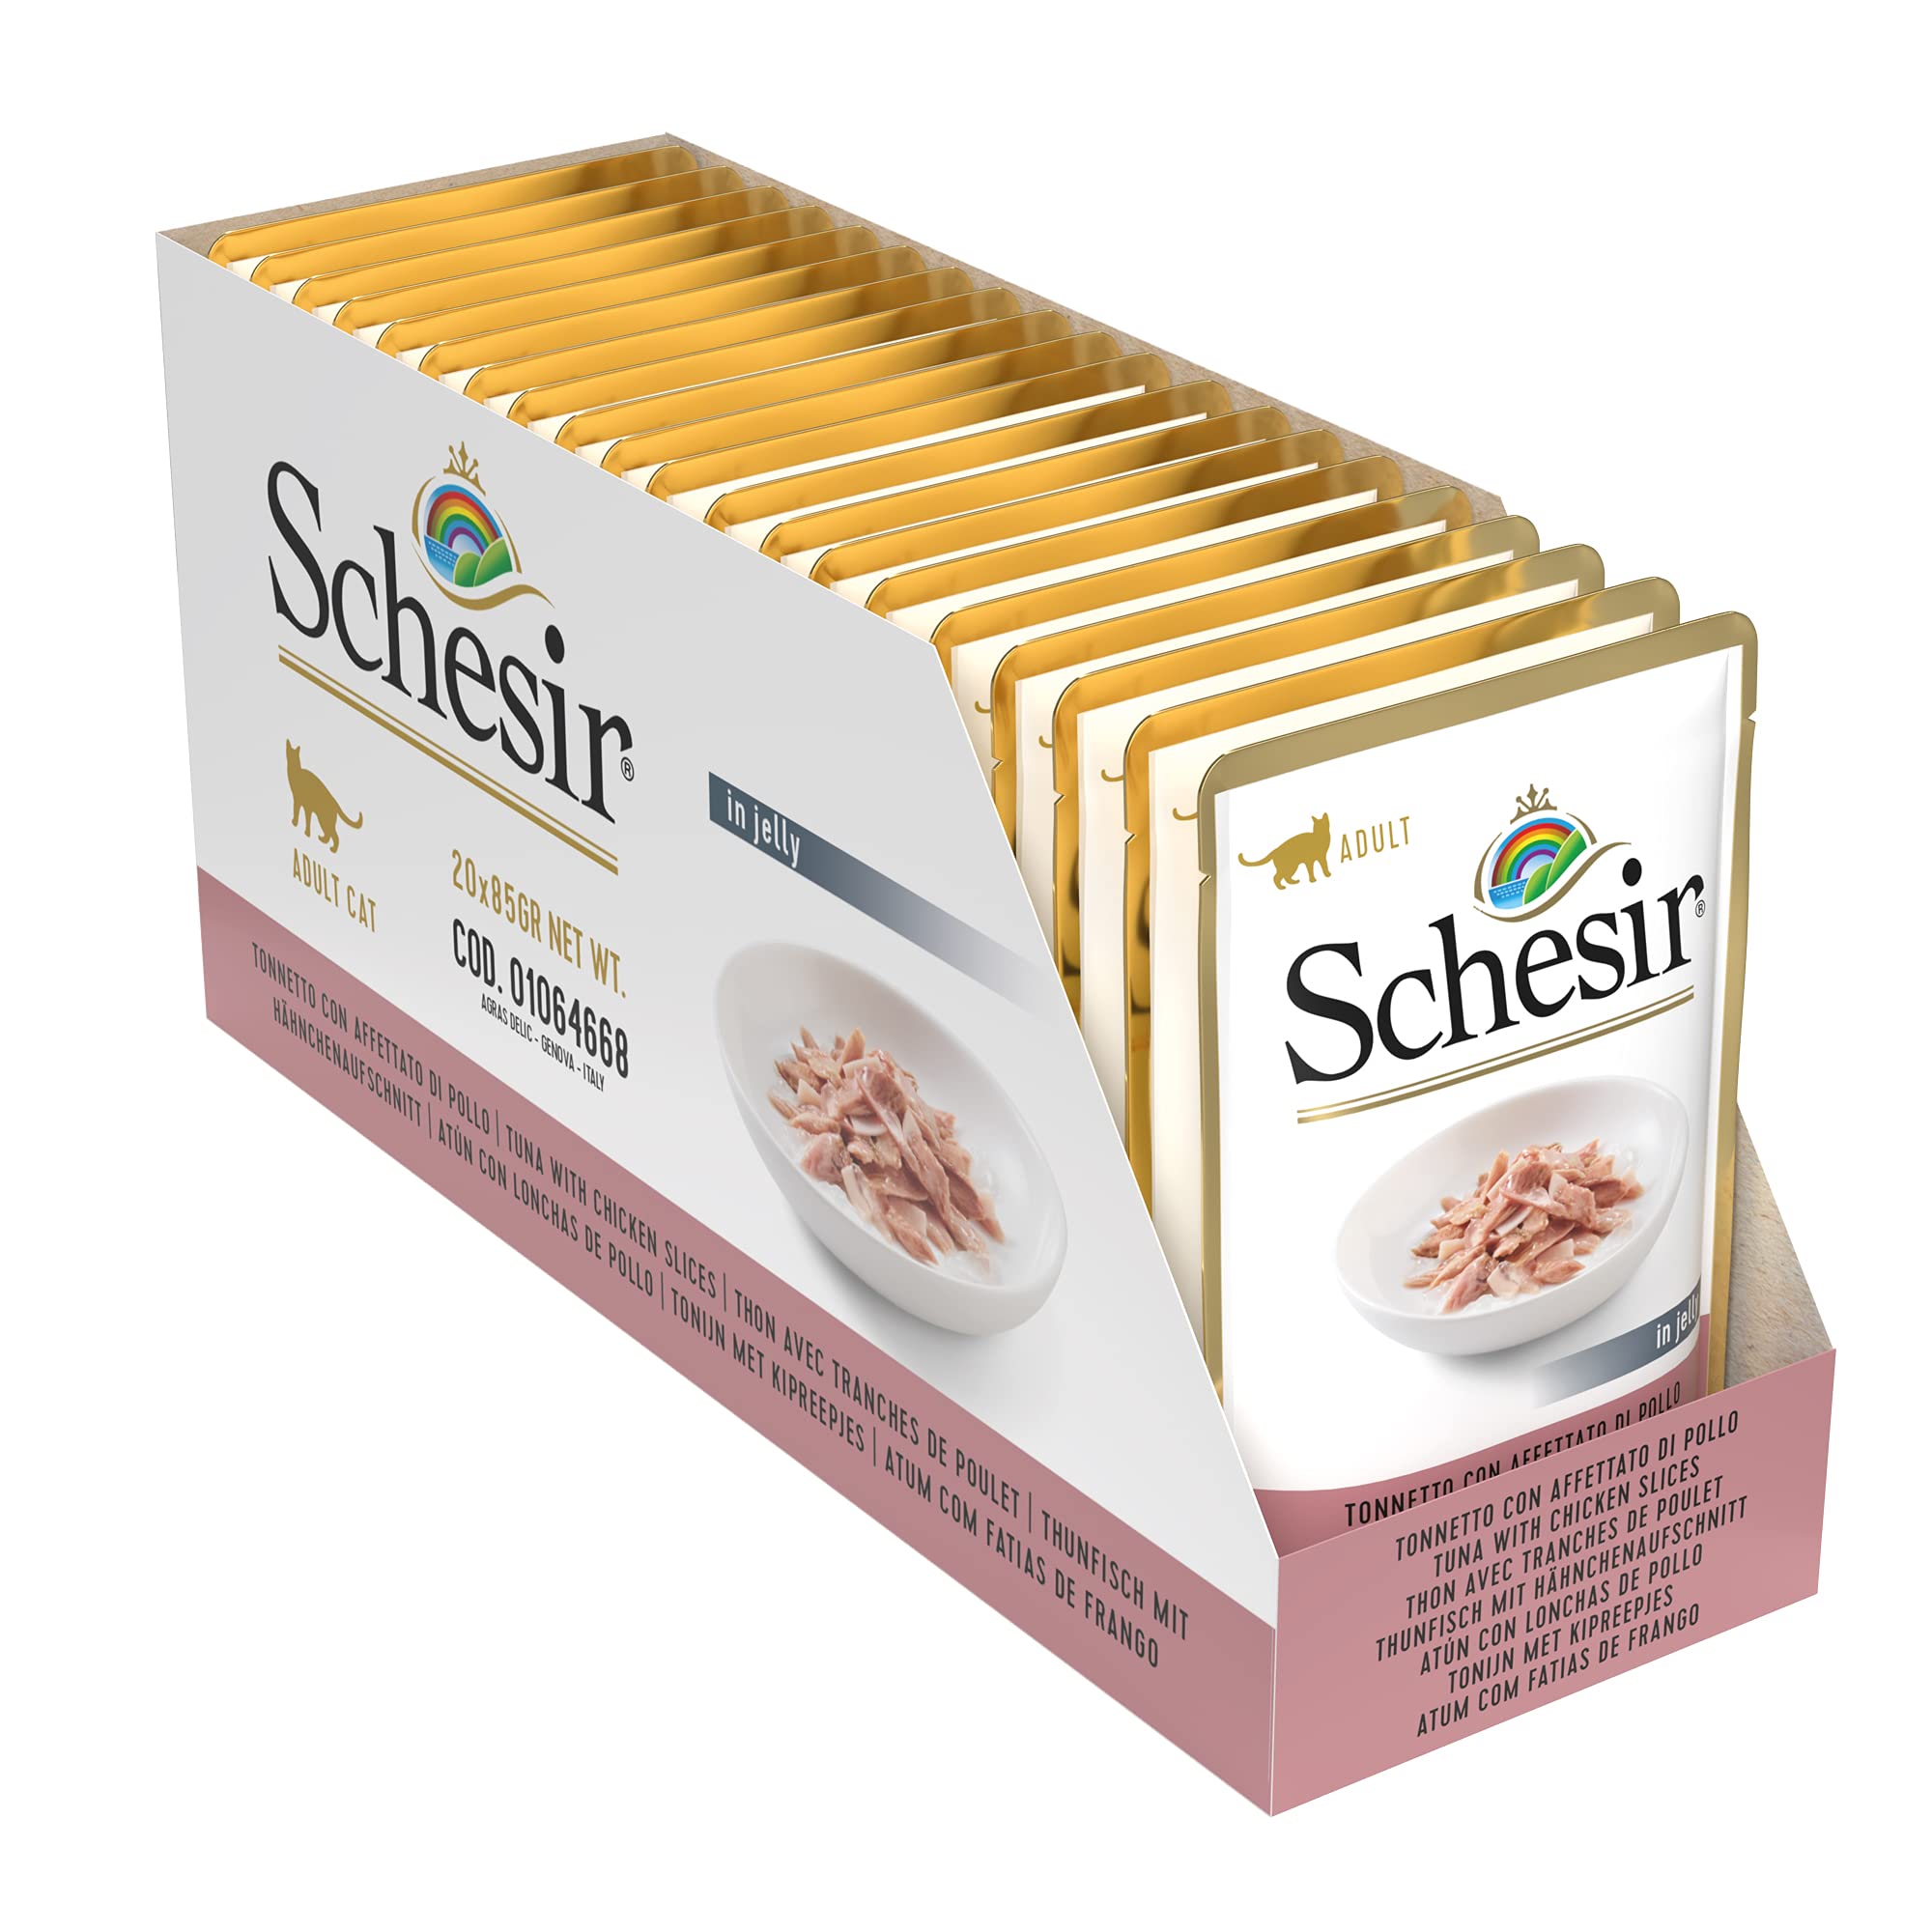 Schesir®
ADULT CAT
20x85GR NET WT.
COD. 01064668
AGRAS DELIC - GENOVA - ITALY
in jelly
TONNETTO CON AFFETTATO DI POLLO | TUNA WITH CHICKEN SLICES | THON AVEC TRANCHES DE POULET | THUNFISCH MIT
HÄHNCHENAUFSCHNITT | ATÚN CON LONCHAS DE POLLO | TONIJN MET KIPREEPJES | ATUM COM FATIAS DE FRANGO
ADULT
Schesir®
in jelly
TONNETTO CON AFFETTATO DI POLLO
TONNETTO CON AFFETTATO DI POLLO
TUNA WITH CHICKEN SLICES
THON AVEC TRANCHES DE POULET
THUNFISCH MIT HÄHNCHENAUFSCHNITT
ATÚN CON LONCHAS DE POLLO
TONIJN MET KIPREEPJES
ATUM COM FATIAS DE FRANGO